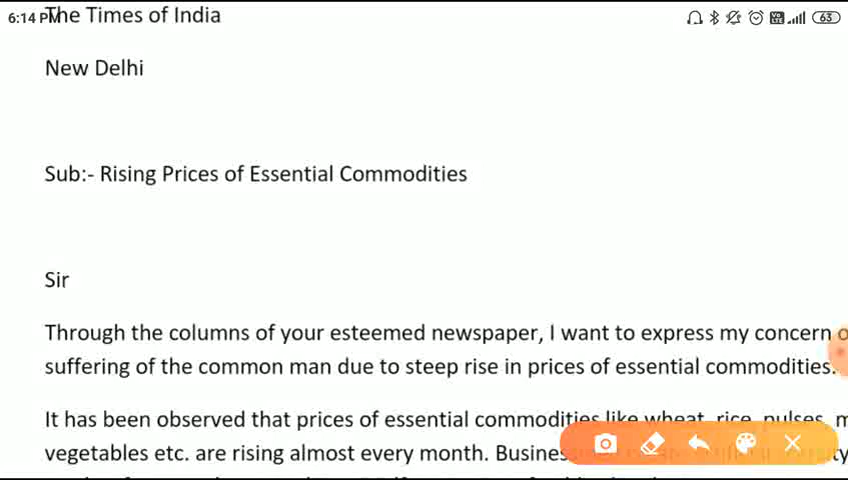 6:14 PM
63
The Times of India
New Delhi
Sub:- Rising Prices of Essential Commodities
Sir
Through the columns of your esteemed newspaper, I want to express my concern
suffering of the common man due to steep rise in prices of essential commodities.
It has been observed that prices of essential commodities like wheat, rice, pulses,
vegetables etc. are rising almost every month.